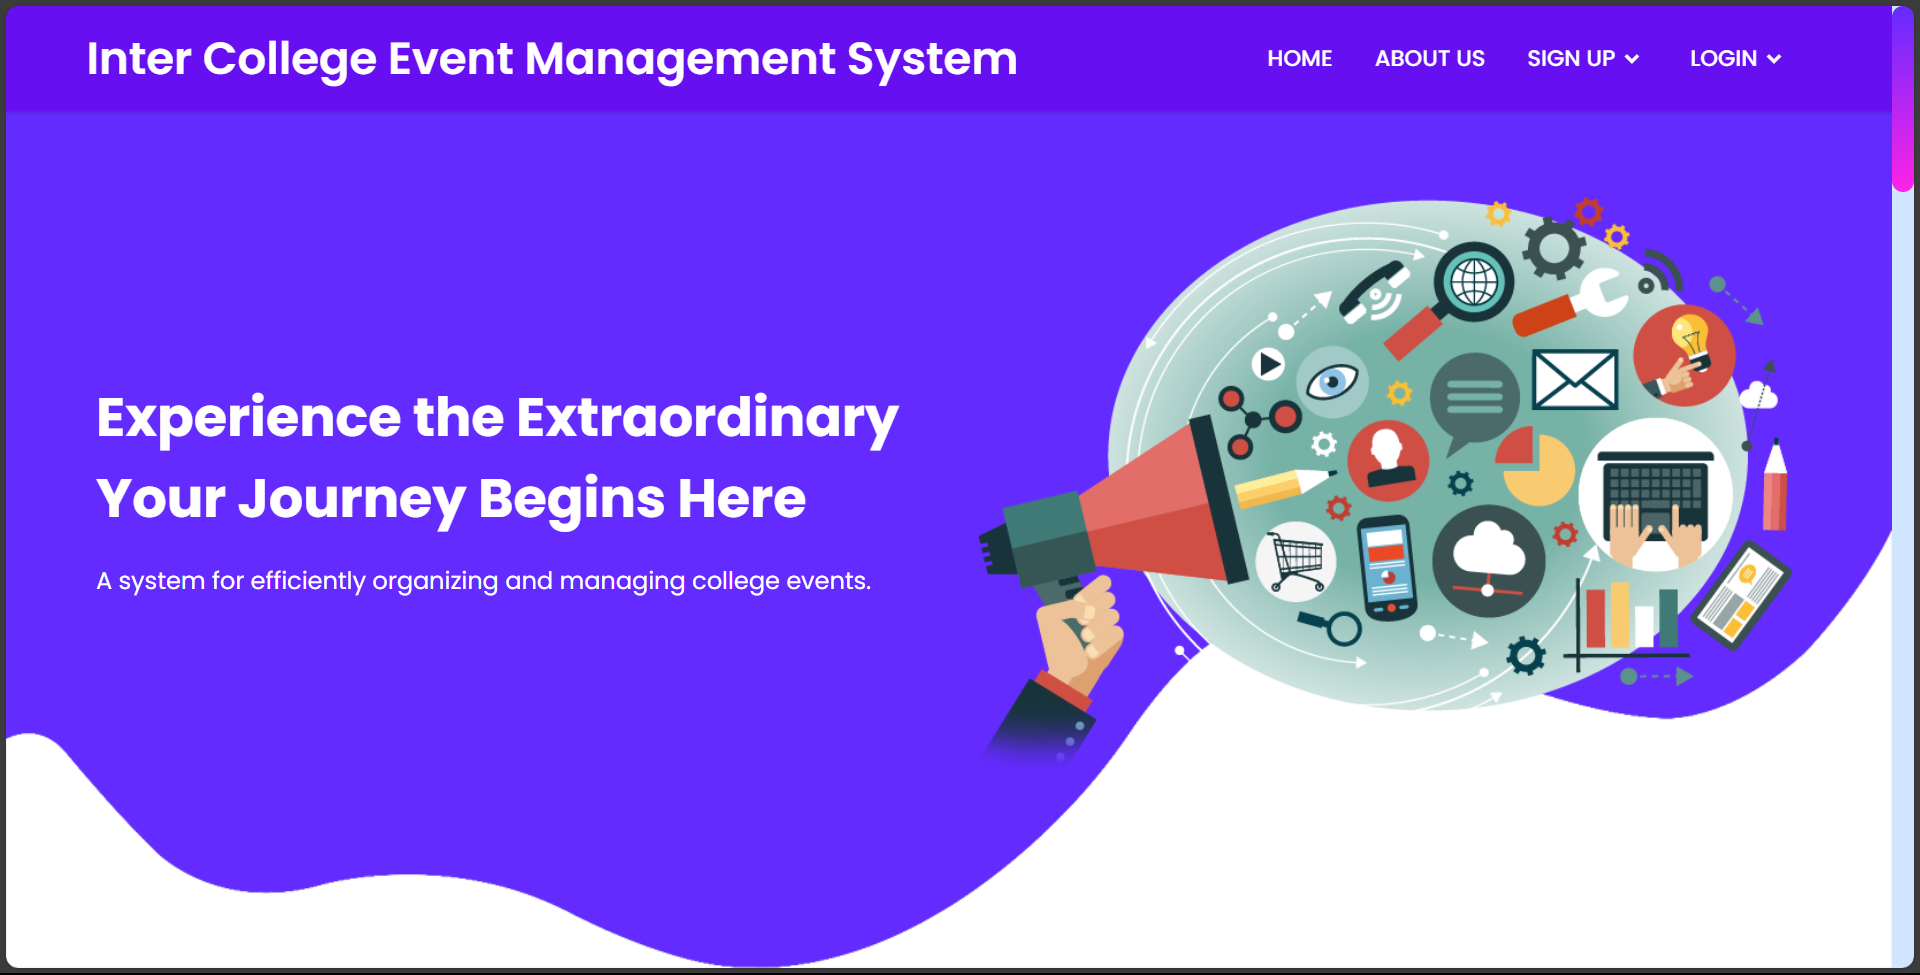 Inter College Event Management System
HOME
ABOUT US
SIGN UP
LOGIN
Experience the Extraordinary
Your Journey Begins Here
A system for efficiently organizing and managing college events.